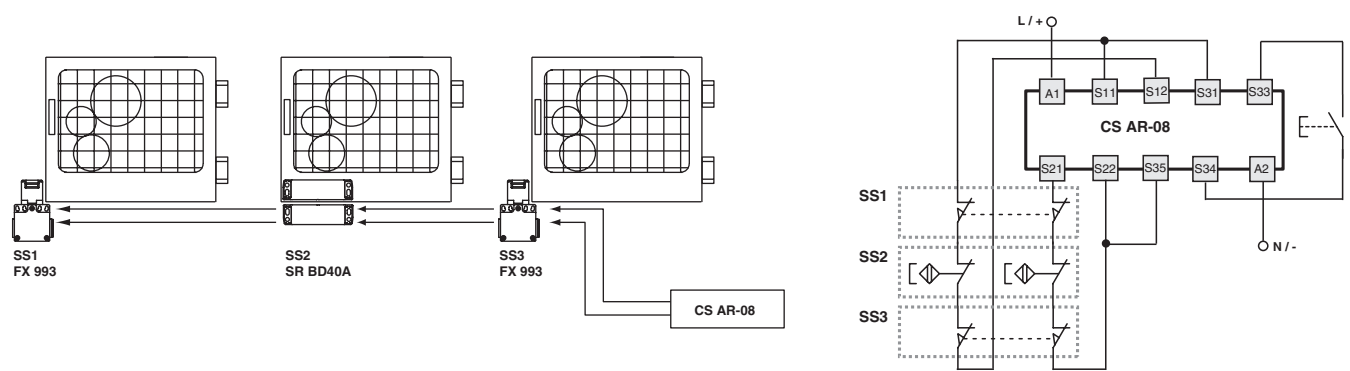 SS1
FX 993
SS2
SR BD40A
SS3
FX 993
CS AR-08
L / +
A1
S11
S12
S31
S33
CS AR-08
S21
S22
S35
S34
A2
N / -
SS1
SS2
SS3